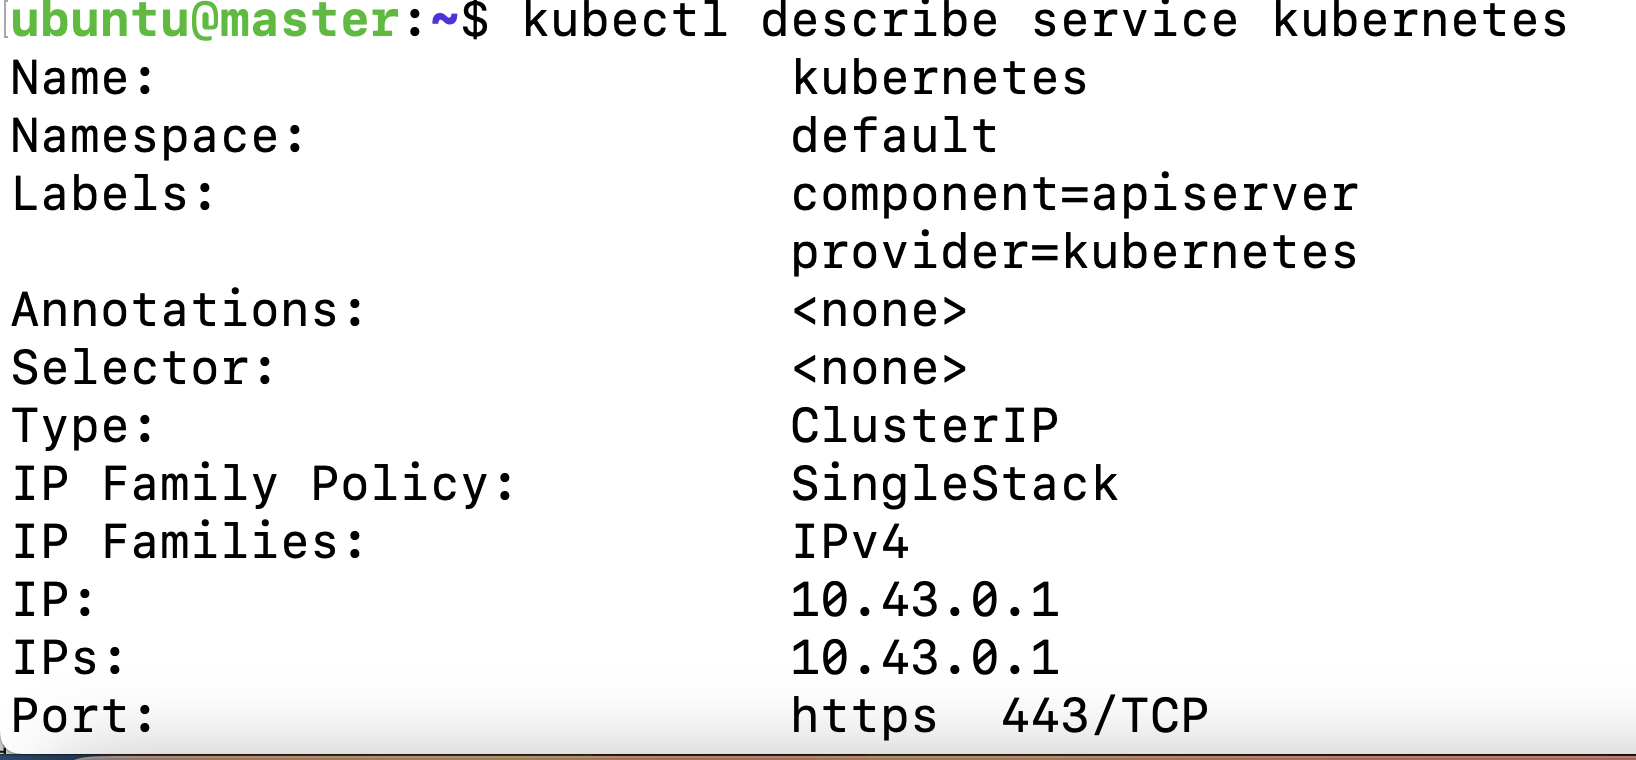 ubuntu@master:~$ kubectl describe service kubernetes
Name: kubernetes
Namespace: default
Labels: component=apiserver
provider=kubernetes
Annotations: <none>
Selector: <none>
Type: ClusterIP
IP Family Policy: SingleStack
IP Families: IPv4
IP: 10.43.0.1
IPs: 10.43.0.1
Port: https 443/TCP